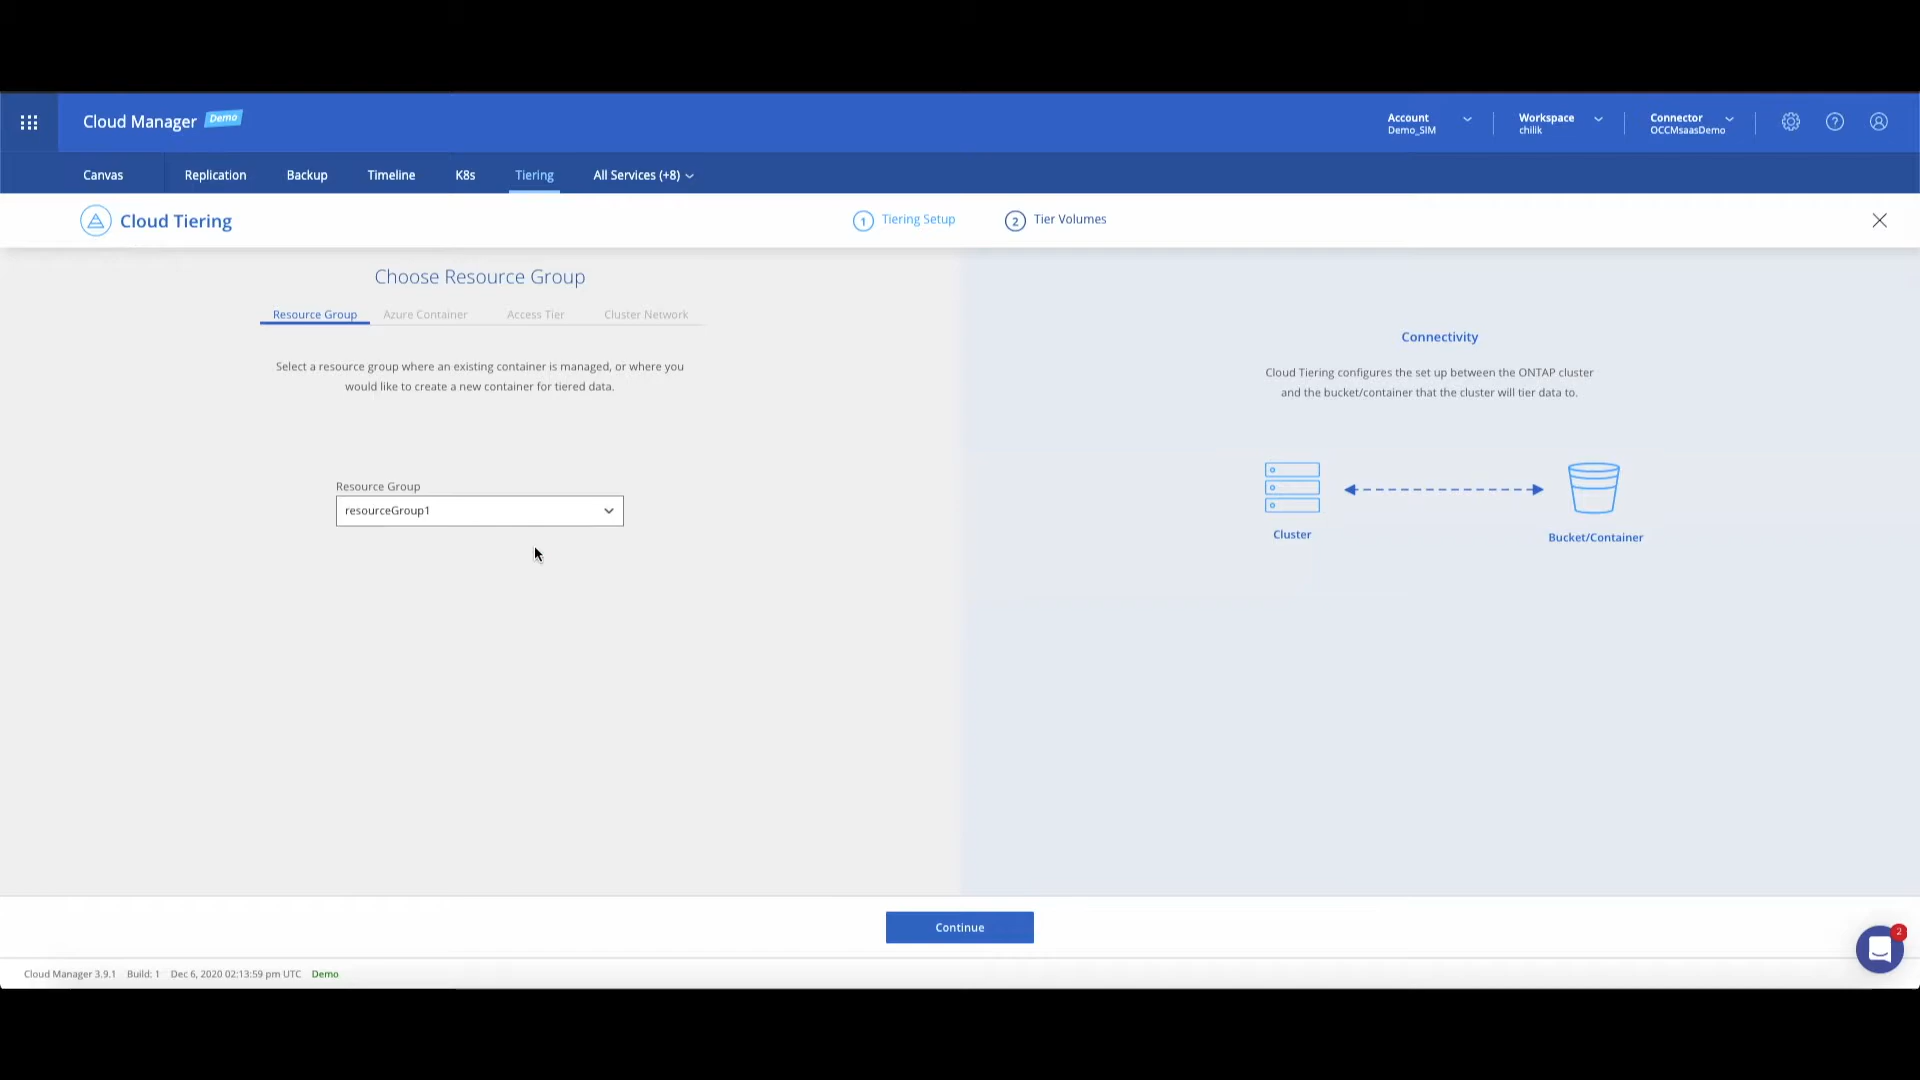 Cloud Manager Demo
Account
Demo_SIM
Workspace
chilik
Connector
OCCMsaasDemo
Canvas
Replication
Backup
Timeline
K8s
Tiering
All Services (+8)
Cloud Tiering
1 Tiering Setup
2 Tier Volumes
Choose Resource Group
Resource Group
Azure Container
Access Tier
Cluster Network
Select a resource group where an existing container is managed, or where you
would like to create a new container for tiered data.
Resource Group
resourceGroup1
Connectivity
Cloud Tiering configures the set up between the ONTAP cluster
and the bucket/container that the cluster will tier data to.
Cluster
Bucket/Container
Continue
2
Cloud Manager 3.9.1 Build: 1 Dec 6, 2020 02:13:59 pm UTC Demo